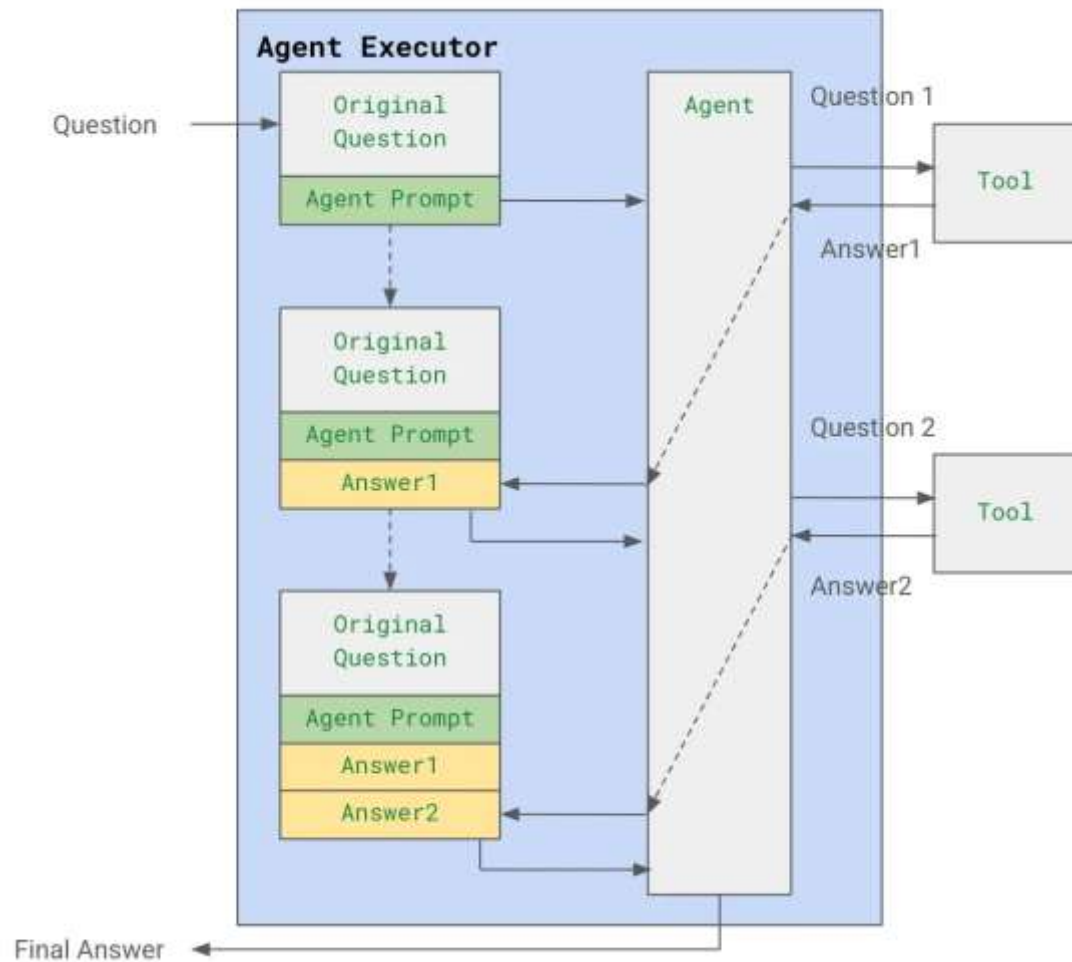 Agent Executor
Question
Original
Question
Agent Prompt
Agent
Question 1
Tool
Answer1
Original
Question
Agent Prompt
Answer1
Question 2
Tool
Answer2
Original
Question
Agent Prompt
Answer1
Answer2
Final Answer